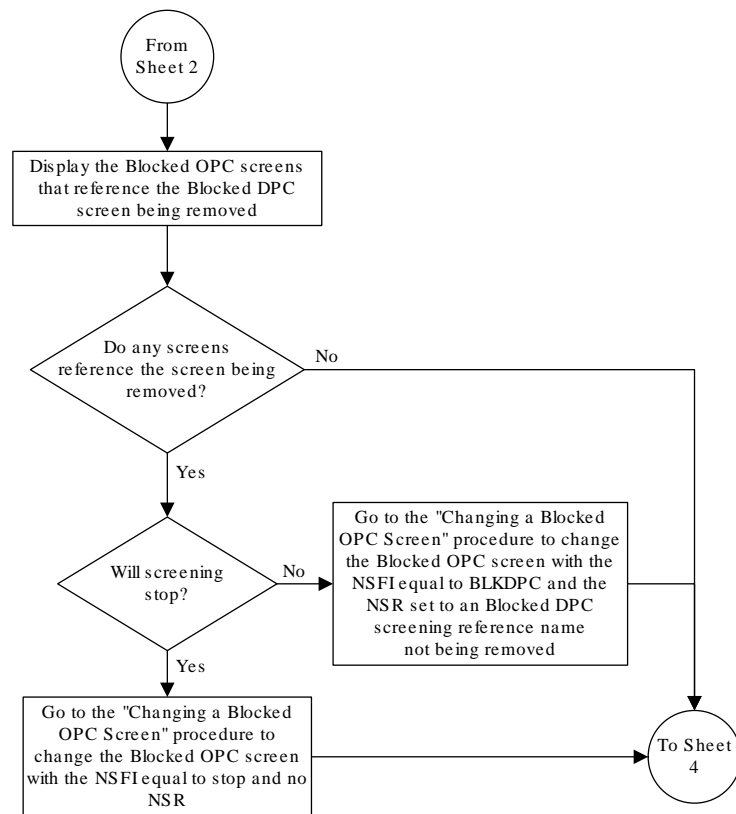 From
Sheet 2
Display the Blocked OPC screens
that reference the Blocked DPC
screen being removed
Do any screens
reference the screen being
removed?
No
Yes
Will screening
stop?
No
Go to the "Changing a Blocked
OPC Screen" procedure to change
the Blocked OPC screen with the
NSFI equal to BLKDPC and the
NSR set to an Blocked DPC
screening reference name
not being removed
Yes
Go to the "Changing a Blocked
OPC Screen" procedure to
change the Blocked OPC screen
with the NSFI equal to stop and no
NSR
To Sheet
4